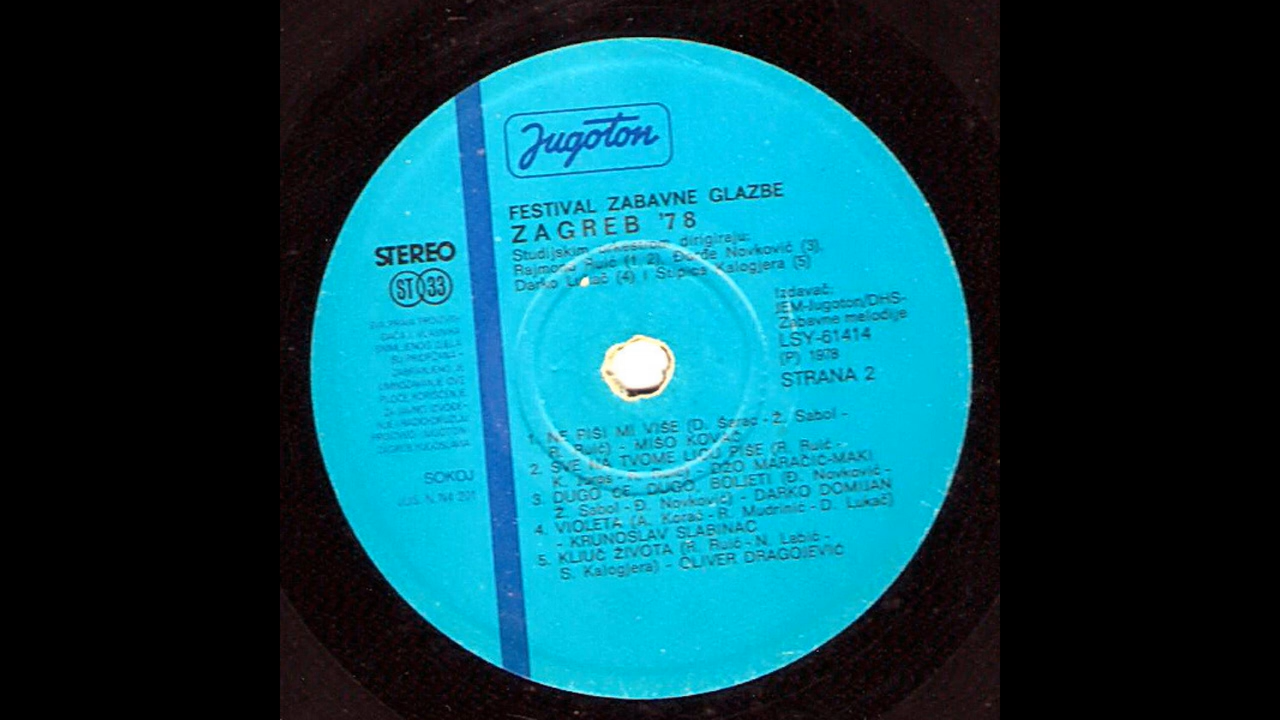 Jugoton
FESTIVAL ZABAVNE GLAZBE
ZAGREB '78
Studijskim orkestrom dirigiraju:
Rajmond Ruić (1, 2), Đorđe Novković (3),
Darko Lukač (4) i Stipica Kalogjera (5)
STEREO
ST 33
Izdavač:
IEM-Jugoton/DHS-
Zabavne melodije
LSY-61414
(P) 1978
STRANA 2
SOKOJ
1. NE PIŠI MI VIŠE (D. Šarac - Ž. Sabol -
R. Ruić) - MIŠO KOVAČ
2. SVE NA TVOME LICU PIŠE (R. Ruić -
K. Juras - R. Ruić) - DŽO MARAČIĆ-MAKI
3. DUGO ĆE, DUGO, BOLJETI (Đ. Novković -
Ž. Sabol - Đ. Novković) - DARKO DOMIJAN
4. VIOLETA (A. Korač - R. Mudrinić - D. Lukač)
- KRUNOSLAV SLABINAC
5. KLJUČ ŽIVOTA (R. Ruić - N. Labić -
S. Kalogjera) - OLIVER DRAGOJEVIĆ